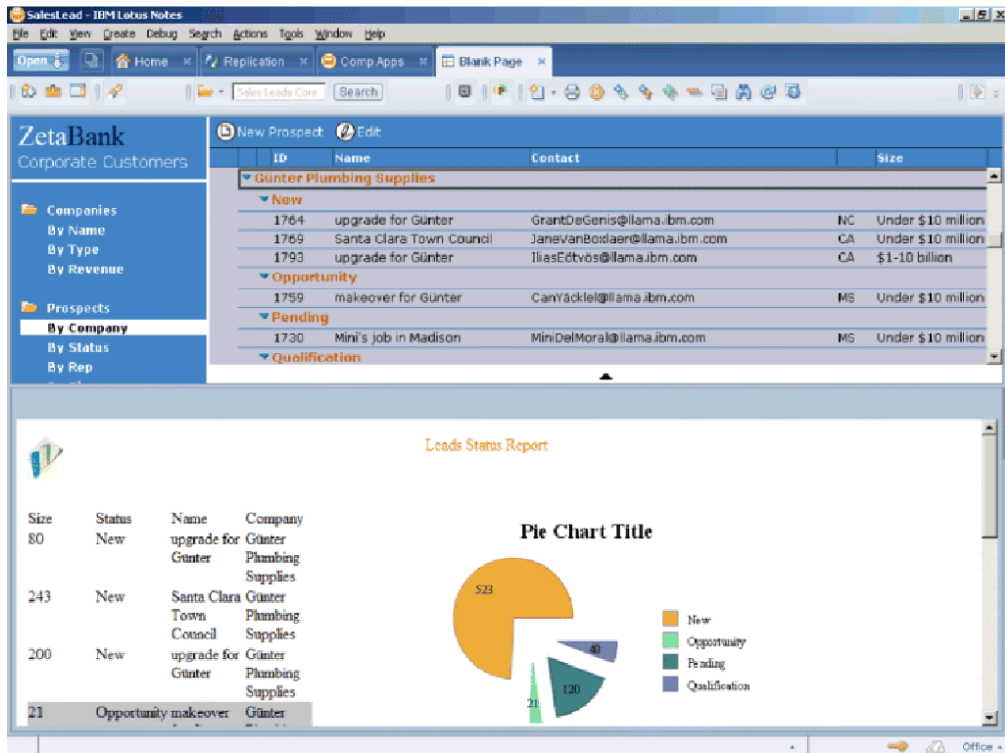 SalesLead - IBM Lotus Notes
File Edit View Create Debug Search Actions Tools Window Help
Open Home Replication Comp Apps Blank Page
Sales Leads Core Search
ZetaBank
Corporate Customers
New Prospect Edit
ID Name Contact Size
Companies
By Name
By Type
By Revenue
Prospects
By Company
By Status
By Rep
Günter Plumbing Supplies
New
1764 upgrade for Günter GrantDeGenis@llama.ibm.com NC Under $10 million
1769 Santa Clara Town Council JaneVanBoxlaer@llama.ibm.com CA Under $10 million
1793 upgrade for Günter IliasEötvös@llama.ibm.com CA $1-10 billion
Opportunity
1759 makeover for Günter CanYäcklel@llama.ibm.com MS Under $10 million
Pending
1730 Mini's job in Madison MiniDelMoral@llama.ibm.com MS Under $10 million
Qualification
Leads Status Report
Size Status Name Company
80 New upgrade for Günter
Günter Plumbing
Supplies
243 New Santa Clara Günter
Town Plumbing
Council Supplies
200 New upgrade for Günter
Günter Plumbing
Supplies
21 Opportunity makeover Günter
Pie Chart Title
523
40
120
21
New
Opportunity
Pending
Qualification
Office